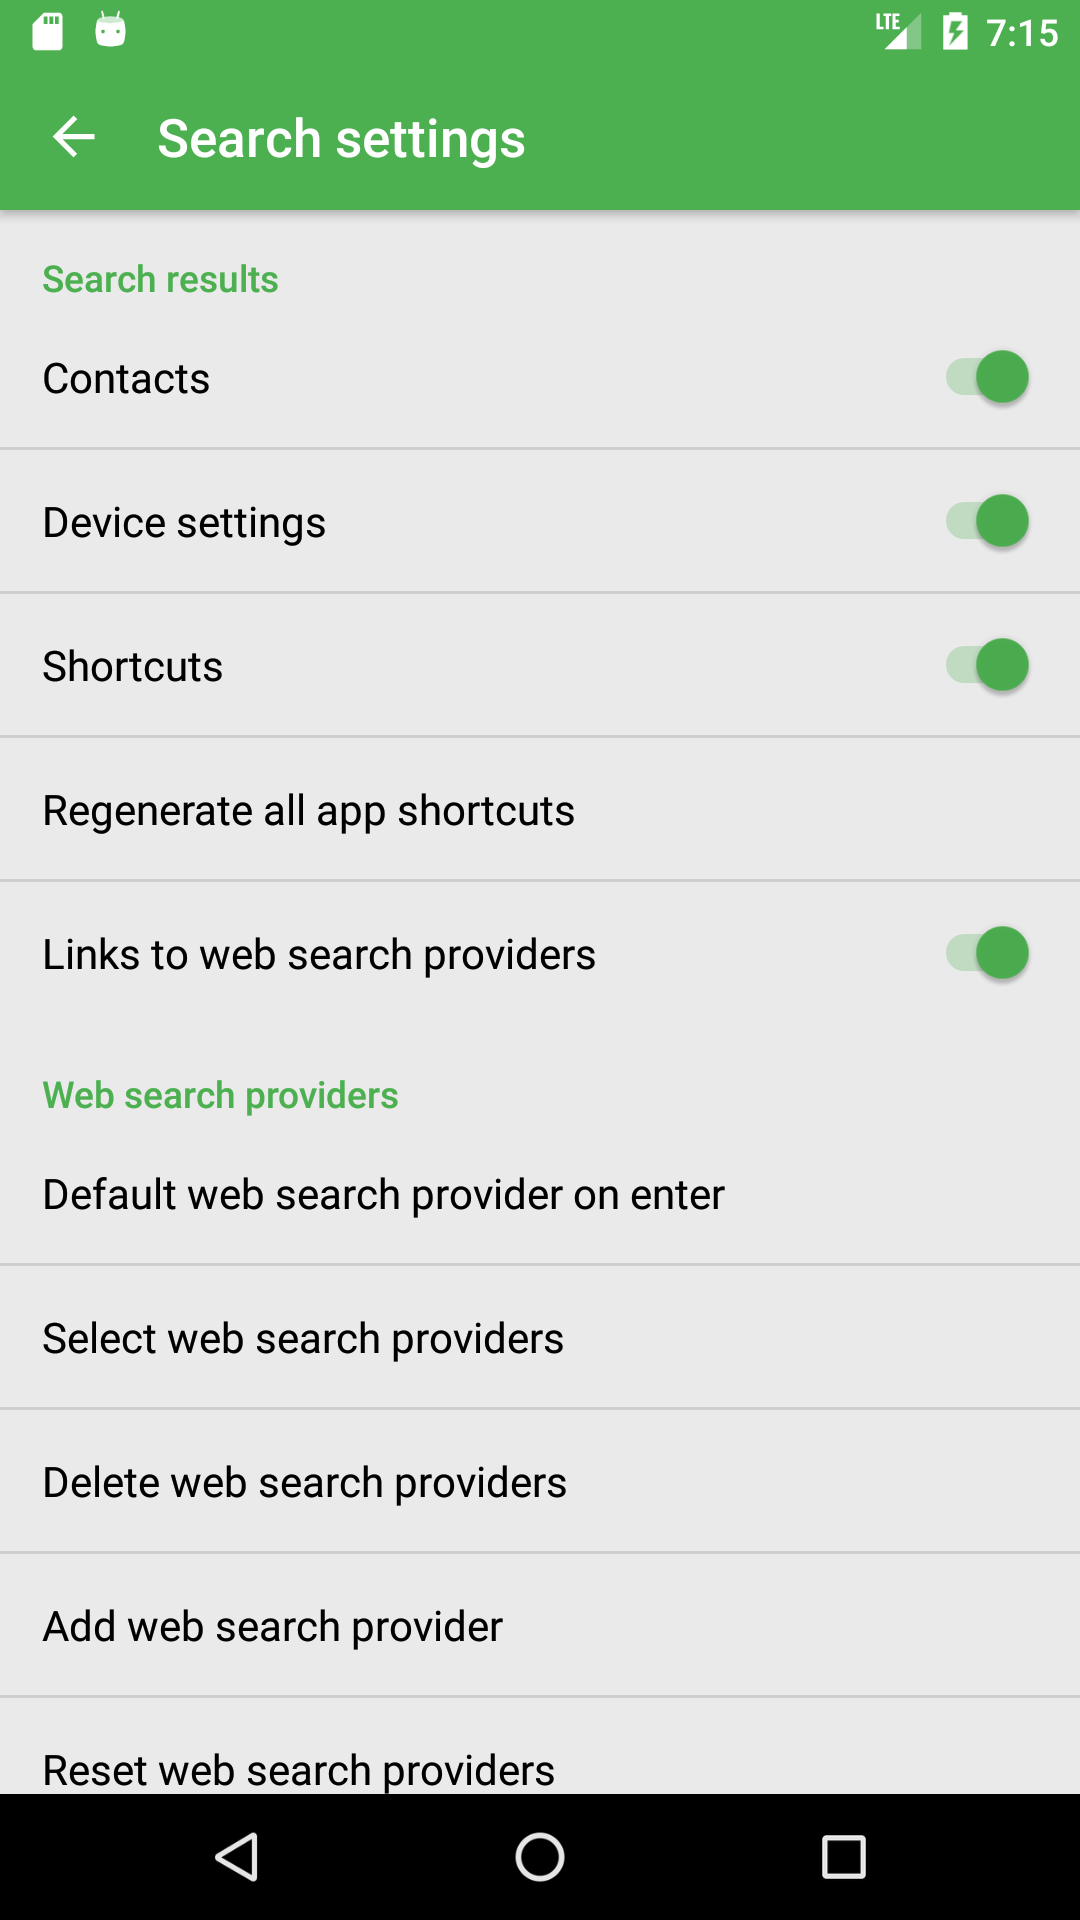 LTE 7:15
Search settings
Search results
Contacts
Device settings
Shortcuts
Regenerate all app shortcuts
Links to web search providers
Web search providers
Default web search provider on enter
Select web search providers
Delete web search providers
Add web search provider
Reset web search providers